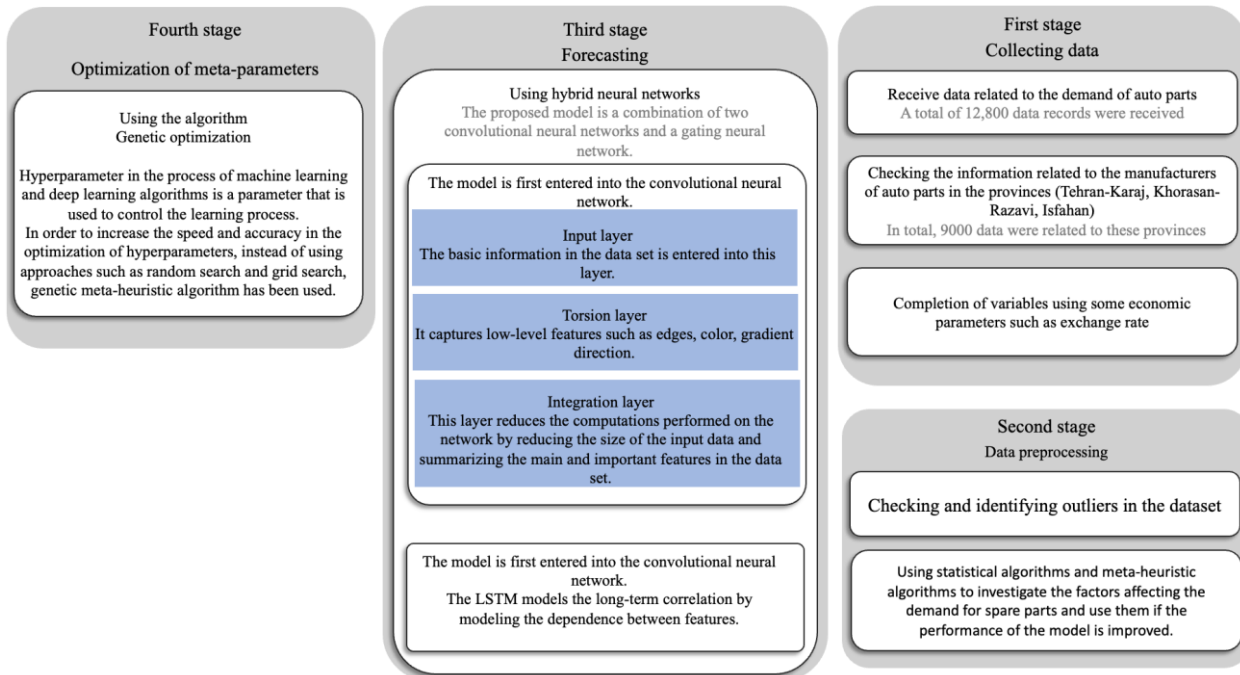 Fourth stage
Optimization of meta-parameters
Using the algorithm
Genetic optimization
Hyperparameter in the process of machine learning
and deep learning algorithms is a parameter that is
used to control the learning process.
In order to increase the speed and accuracy in the
optimization of hyperparameters, instead of using
approaches such as random search and grid search,
genetic meta-heuristic algorithm has been used.
Third stage
Forecasting
Using hybrid neural networks
The proposed model is a combination of two
convolutional neural networks and a gating neural
network.
The model is first entered into the convolutional neural
network.
Input layer
The basic information in the data set is entered into this
layer.
Torsion layer
It captures low-level features such as edges, color, gradient
direction.
Integration layer
This layer reduces the computations performed on the
network by reducing the size of the input data and
summarizing the main and important features in the data
set.
The model is first entered into the convolutional neural
network.
The LSTM models the long-term correlation by
modeling the dependence between features.
First stage
Collecting data
Receive data related to the demand of auto parts
A total of 12,800 data records were received
Checking the information related to the manufacturers
of auto parts in the provinces (Tehran-Karaj, Khorasan-
Razavi, Isfahan)
In total, 9000 data were related to these provinces
Completion of variables using some economic
parameters such as exchange rate
Second stage
Data preprocessing
Checking and identifying outliers in the dataset
Using statistical algorithms and meta-heuristic
algorithms to investigate the factors affecting the
demand for spare parts and use them if the
performance of the model is improved.